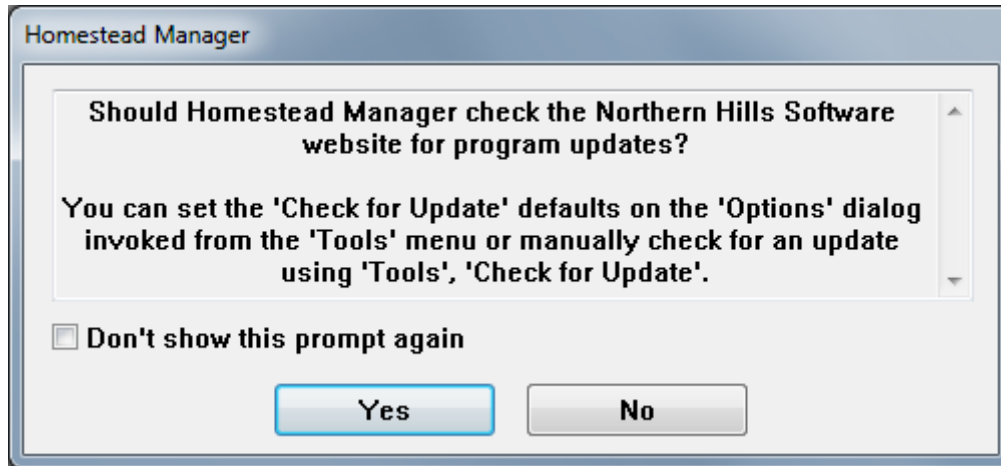 Homestead Manager
Should Homestead Manager check the Northern Hills Software
website for program updates?
You can set the 'Check for Update' defaults on the 'Options' dialog
invoked from the 'Tools' menu or manually check for an update
using 'Tools', 'Check for Update'.
Don't show this prompt again
Yes
No